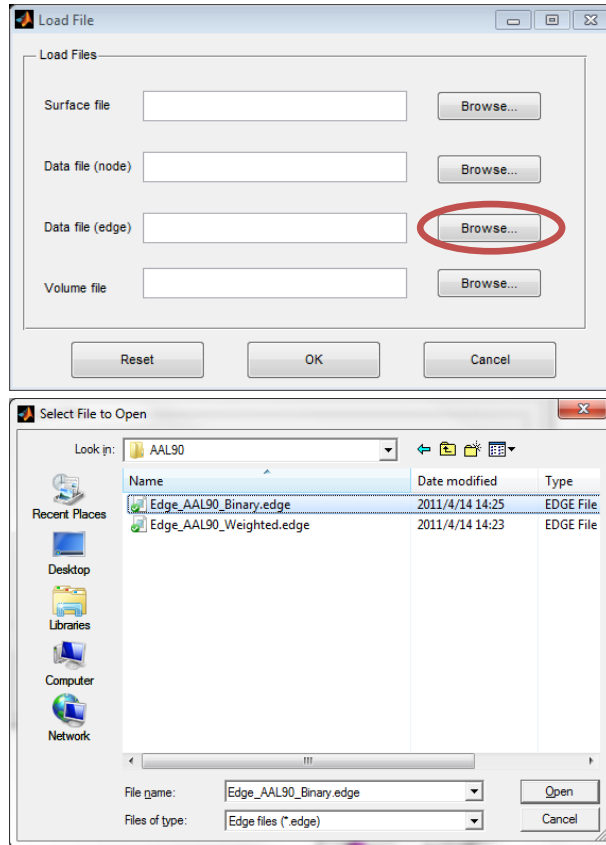 Load File
Load Files
Surface file Browse...
Data file (node) Browse...
Data file (edge) Browse...
Volume file Browse...
Reset OK Cancel
Select File to Open
Look in: AAL90
Name Date modified Type
Edge_AAL90_Binary.edge 2011/4/14 14:25 EDGE File
Edge_AAL90_Weighted.edge 2011/4/14 14:23 EDGE File
Recent Places
Desktop
Libraries
Computer
Network
File name: Edge_AAL90_Binary.edge Open
Files of type: Edge files (*.edge) Cancel